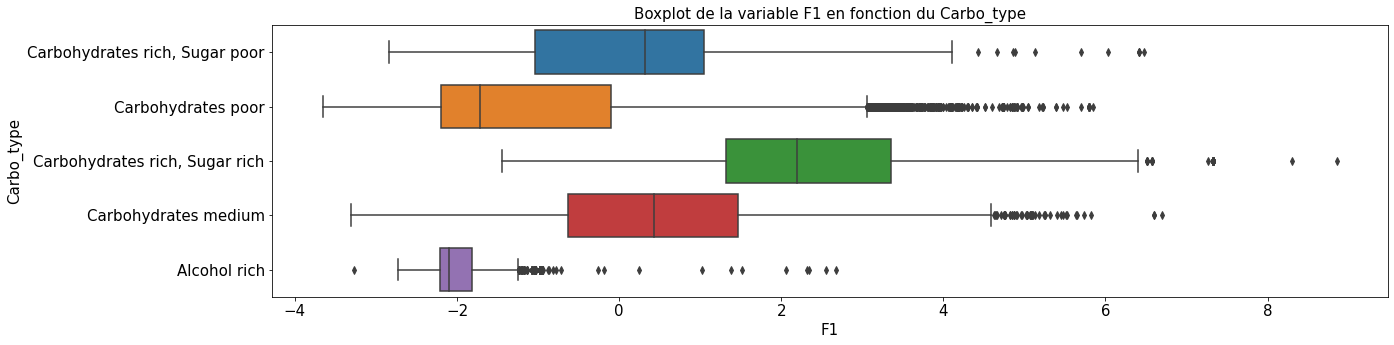 Boxplot de la variable F1 en fonction du Carbo_type
Carbo_type
Carbohydrates rich, Sugar poor
Carbohydrates poor
Carbohydrates rich, Sugar rich
Carbohydrates medium
Alcohol rich
−4 −2 0 2 4 6 8
F1